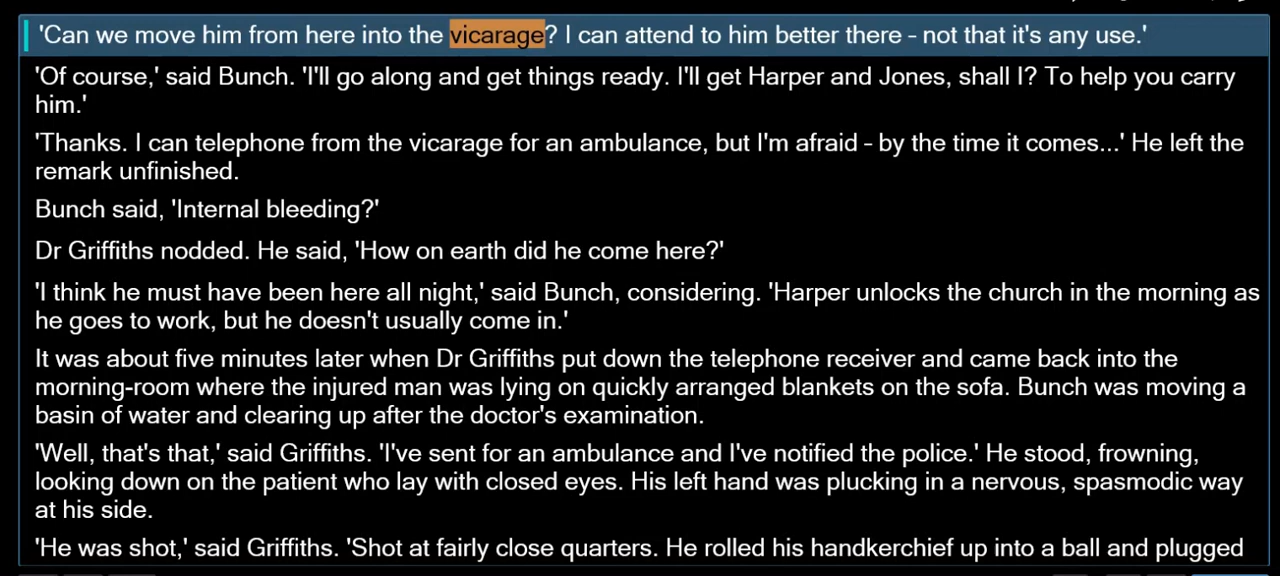 'Can we move him from here into the vicarage? I can attend to him better there - not that it's any use.'
'Of course,' said Bunch. 'I'll go along and get things ready. I'll get Harper and Jones, shall I? To help you carry
him.'
'Thanks. I can telephone from the vicarage for an ambulance, but I'm afraid - by the time it comes...' He left the
remark unfinished.
Bunch said, 'Internal bleeding?'
Dr Griffiths nodded. He said, 'How on earth did he come here?'
'I think he must have been here all night,' said Bunch, considering. 'Harper unlocks the church in the morning as
he goes to work, but he doesn't usually come in.'
It was about five minutes later when Dr Griffiths put down the telephone receiver and came back into the
morning-room where the injured man was lying on quickly arranged blankets on the sofa. Bunch was moving a
basin of water and clearing up after the doctor's examination.
'Well, that's that,' said Griffiths. 'I've sent for an ambulance and I've notified the police.' He stood, frowning,
looking down on the patient who lay with closed eyes. His left hand was plucking in a nervous, spasmodic way
at his side.
'He was shot,' said Griffiths. 'Shot at fairly close quarters. He rolled his handkerchief up into a ball and plugged